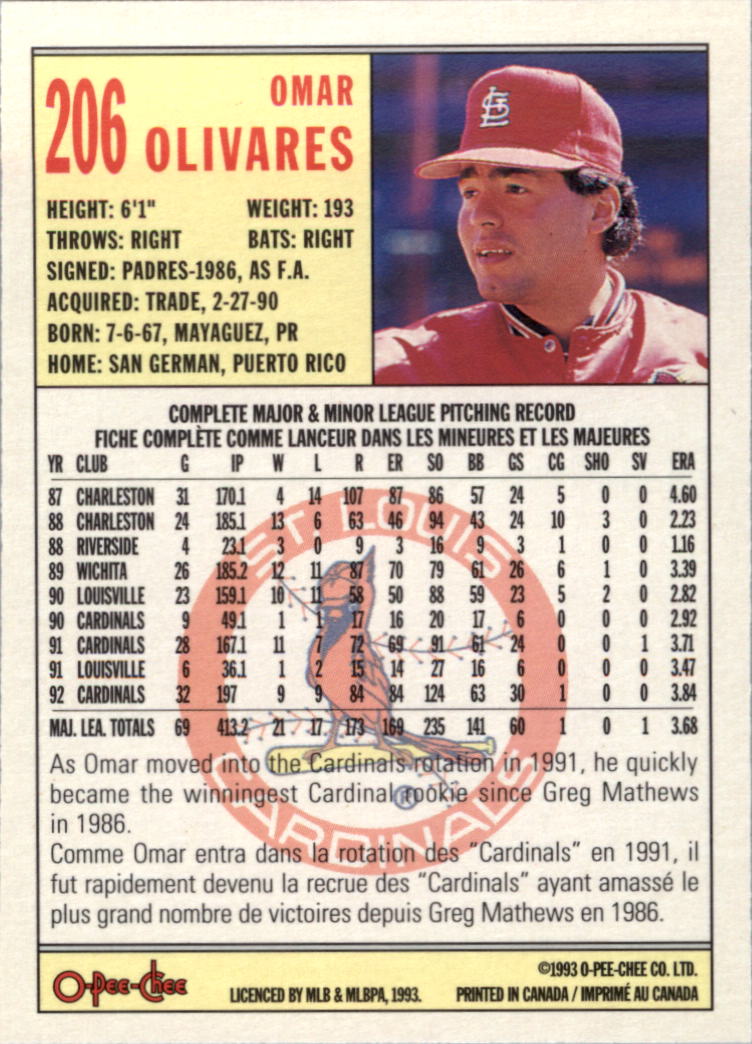 206 OMAR
OLIVARES
HEIGHT: 6'1" WEIGHT: 193
THROWS: RIGHT BATS: RIGHT
SIGNED: PADRES-1986, AS F.A.
ACQUIRED: TRADE, 2-27-90
BORN: 7-6-67, MAYAGUEZ, PR
HOME: SAN GERMAN, PUERTO RICO
StL
COMPLETE MAJOR & MINOR LEAGUE PITCHING RECORD
FICHE COMPLÈTE COMME LANCEUR DANS LES MINEURES ET LES MAJEURES
YR CLUB G IP W L R ER SO BB GS CG SHO SV ERA
87 CHARLESTON 31 170.1 4 14 107 87 86 57 24 5 0 0 4.60
88 CHARLESTON 24 185.1 13 6 63 46 94 43 24 10 3 0 2.23
88 RIVERSIDE 4 23.1 3 0 9 3 16 9 3 1 0 0 1.16
89 WICHITA 26 185.2 12 11 87 70 79 61 26 6 1 0 3.39
90 LOUISVILLE 23 159.1 10 11 58 50 88 59 23 5 2 0 2.82
90 CARDINALS 9 49.1 1 1 17 16 20 17 6 0 0 0 2.92
91 CARDINALS 28 167.1 11 7 72 69 91 61 24 0 0 1 3.71
91 LOUISVILLE 6 36.1 1 2 15 14 27 16 6 0 0 0 3.47
92 CARDINALS 32 197 9 9 84 84 124 63 30 1 0 0 3.84
MAJ. LEA. TOTALS 69 413.2 21 17 173 169 235 141 60 1 0 1 3.68
ST. LOUIS
CARDINALS
®
As Omar moved into the Cardinals rotation in 1991, he quickly
became the winningest Cardinal rookie since Greg Mathews
in 1986.
Comme Omar entra dans la rotation des "Cardinals" en 1991, il
fut rapidement devenu la recrue des "Cardinals" ayant amassé le
plus grand nombre de victoires depuis Greg Mathews en 1986.
O-Pee-Chee
©1993 O-PEE-CHEE CO. LTD.
LICENCED BY MLB & MLBPA, 1993. PRINTED IN CANADA / IMPRIMÉ AU CANADA